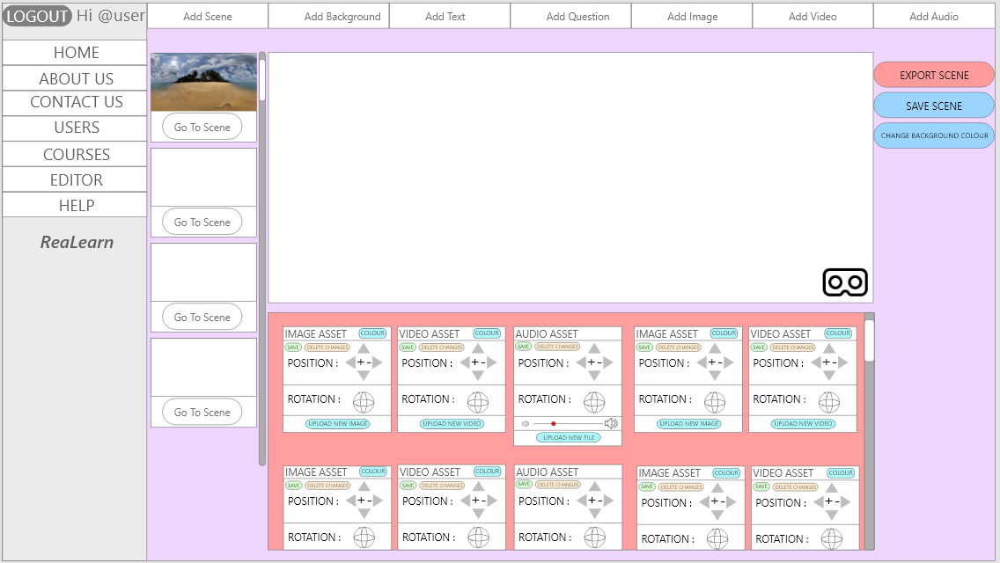 LOGOUT Hi @user
Add Scene
Add Background
Add Text
Add Question
Add Image
Add Video
Add Audio
HOME
ABOUT US
CONTACT US
USERS
COURSES
EDITOR
HELP
ReaLearn
Go To Scene
Go To Scene
Go To Scene
Go To Scene
EXPORT SCENE
SAVE SCENE
CHANGE BACKGROUND COLOUR
IMAGE ASSET COLOUR
SAVE DELETE CHANGES
POSITION : + -
ROTATION :
UPLOAD NEW IMAGE
VIDEO ASSET COLOUR
SAVE DELETE CHANGES
POSITION : + -
ROTATION :
UPLOAD NEW VIDEO
AUDIO ASSET
SAVE DELETE CHANGES
POSITION : + -
ROTATION :
UPLOAD NEW FILE
IMAGE ASSET COLOUR
SAVE DELETE CHANGES
POSITION : + -
ROTATION :
UPLOAD NEW IMAGE
VIDEO ASSET COLOUR
SAVE DELETE CHANGES
POSITION : + -
ROTATION :
UPLOAD NEW VIDEO
IMAGE ASSET COLOUR
SAVE DELETE CHANGES
POSITION : + -
ROTATION :
VIDEO ASSET COLOUR
SAVE DELETE CHANGES
POSITION : + -
ROTATION :
AUDIO ASSET
SAVE DELETE CHANGES
POSITION : + -
ROTATION :
IMAGE ASSET COLOUR
SAVE DELETE CHANGES
POSITION : + -
ROTATION :
VIDEO ASSET COLOUR
SAVE DELETE CHANGES
POSITION : + -
ROTATION :